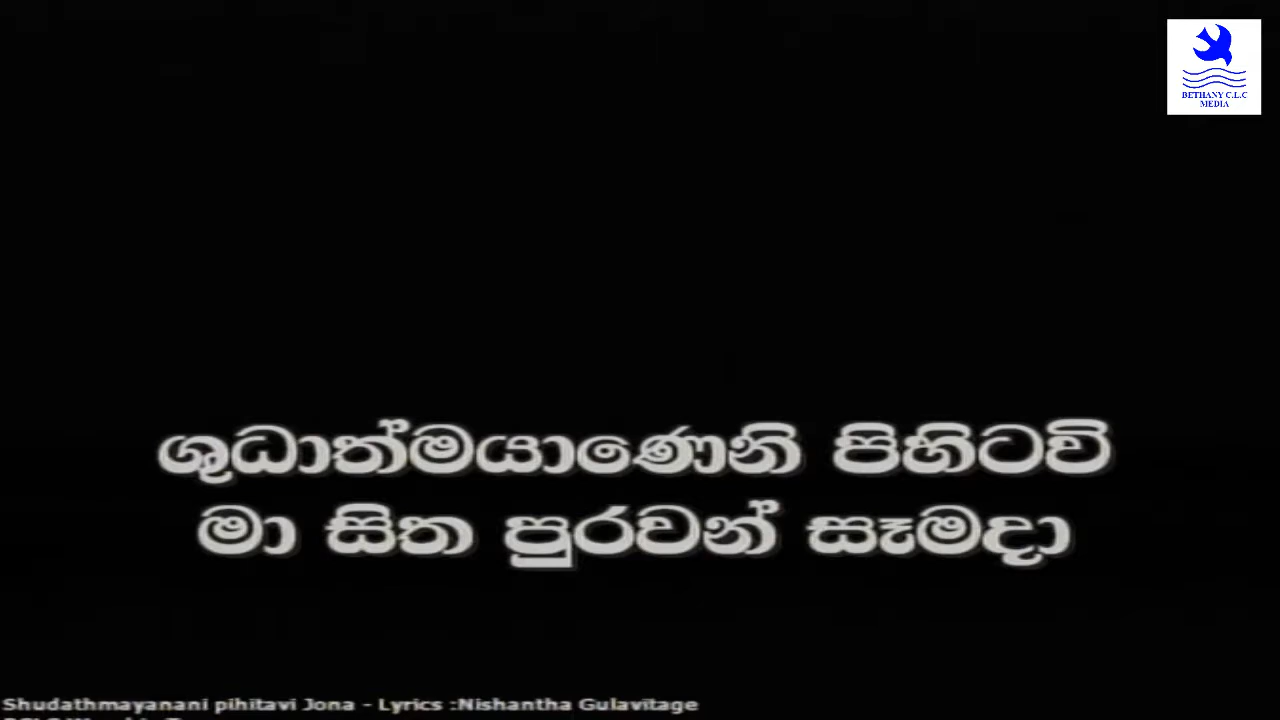 BETHANY C.L.C
MEDIA
ශුධාත්මයාණෙනි පිහිටවි
මා සිත පුරවන් සෑමදා
Shudathmayanani pihitavi Jona - Lyrics :Nishantha Gulavitage